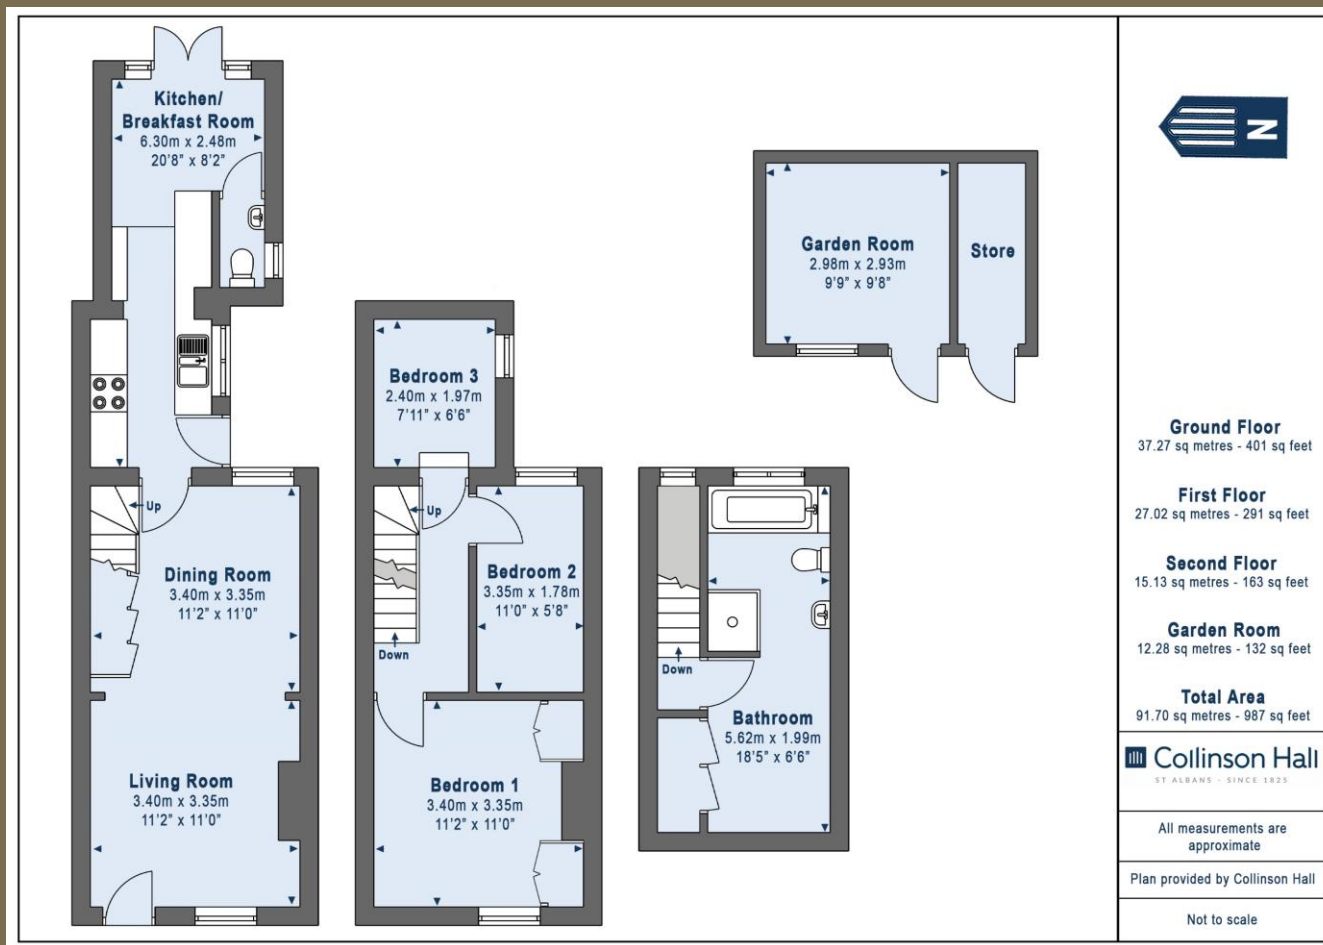 Kitchen/
Breakfast Room
6.30m x 2.48m
20'8" x 8'2"
Up
Dining Room
3.40m x 3.35m
11'2" x 11'0"
Living Room
3.40m x 3.35m
11'2" x 11'0"
Bedroom 3
2.40m x 1.97m
7'11" x 6'6"
Up
Bedroom 2
3.35m x 1.78m
11'0" x 5'8"
Down
Bedroom 1
3.40m x 3.35m
11'2" x 11'0"
Garden Room
2.98m x 2.93m
9'9" x 9'8"
Store
Down
Bathroom
5.62m x 1.99m
18'5" x 6'6"
N
Ground Floor
37.27 sq metres - 401 sq feet
First Floor
27.02 sq metres - 291 sq feet
Second Floor
15.13 sq metres - 163 sq feet
Garden Room
12.28 sq metres - 132 sq feet
Total Area
91.70 sq metres - 987 sq feet
Collinson Hall
ST ALBANS - SINCE 1825
All measurements are
approximate
Plan provided by Collinson Hall
Not to scale